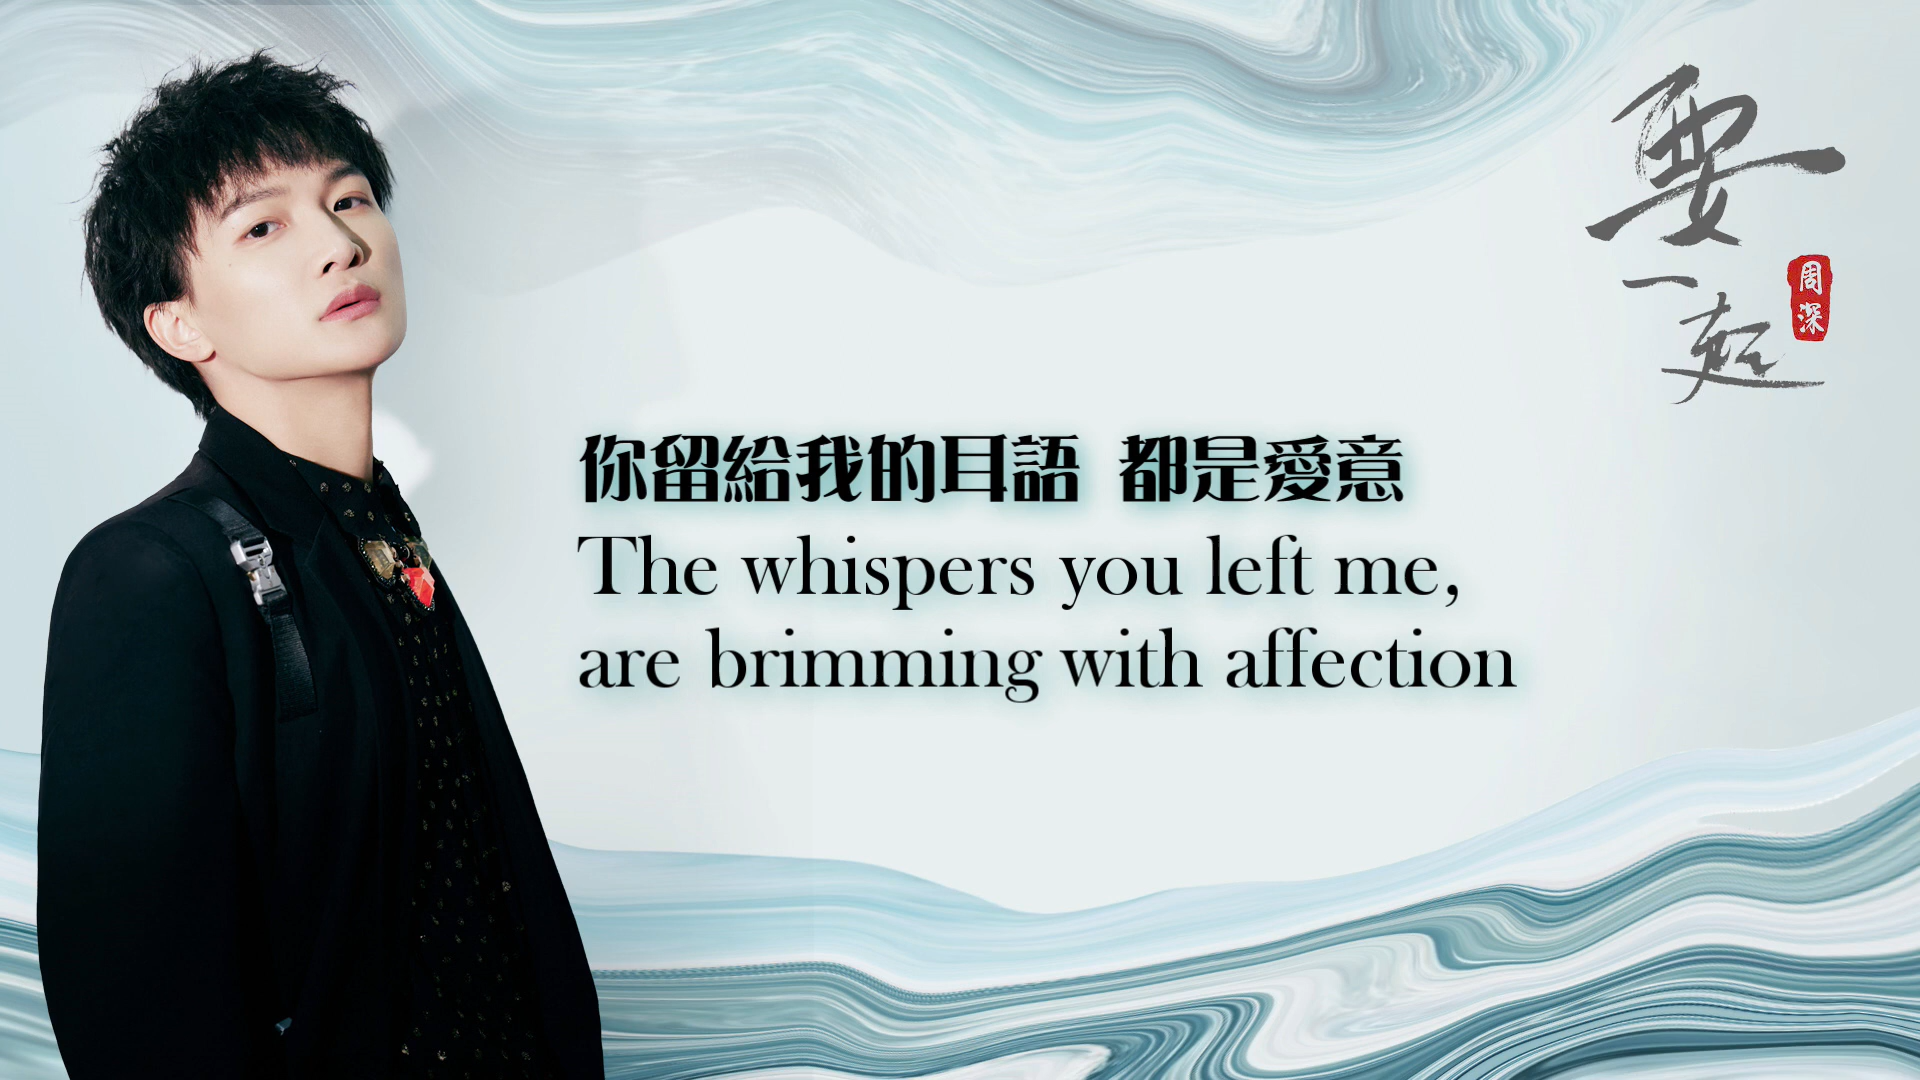 要
一
起
周
深
你留給我的耳語 都是愛意
The whispers you left me,
are brimming with affection